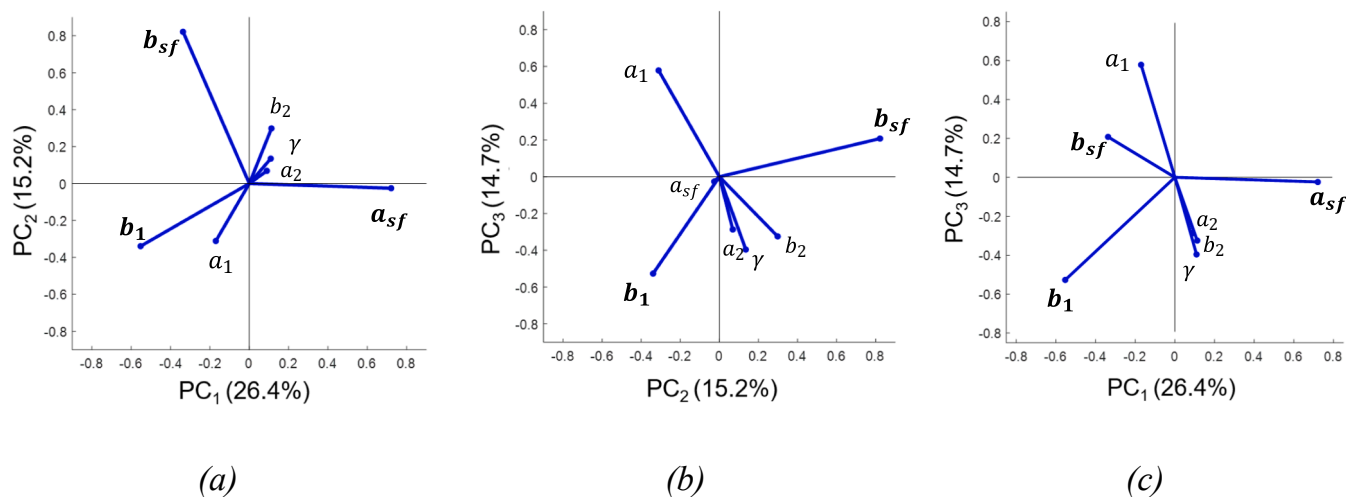 0.8
0.6
0.4
0.2
0
-0.2
-0.4
-0.6
-0.8
-0.8 -0.6 -0.4 -0.2 0 0.2 0.4 0.6 0.8
PC₂ (15.2%)
PC₁ (26.4%)
b_sf
b₂
γ
a₂
a_sf
b₁
a₁
(a)
0.8
0.6
0.4
0.2
0
-0.2
-0.4
-0.6
-0.8
-0.8 -0.6 -0.4 -0.2 0 0.2 0.4 0.6 0.8
PC₃ (14.7%)
PC₂ (15.2%)
a₁
b_sf
a_sf
a₂
γ
b₂
b₁
(b)
0.8
0.6
0.4
0.2
0
-0.2
-0.4
-0.6
-0.8
-0.8 -0.6 -0.4 -0.2 0 0.2 0.4 0.6 0.8
PC₃ (14.7%)
PC₁ (26.4%)
a₁
b_sf
a_sf
a₂
b₂
γ
b₁
(c)